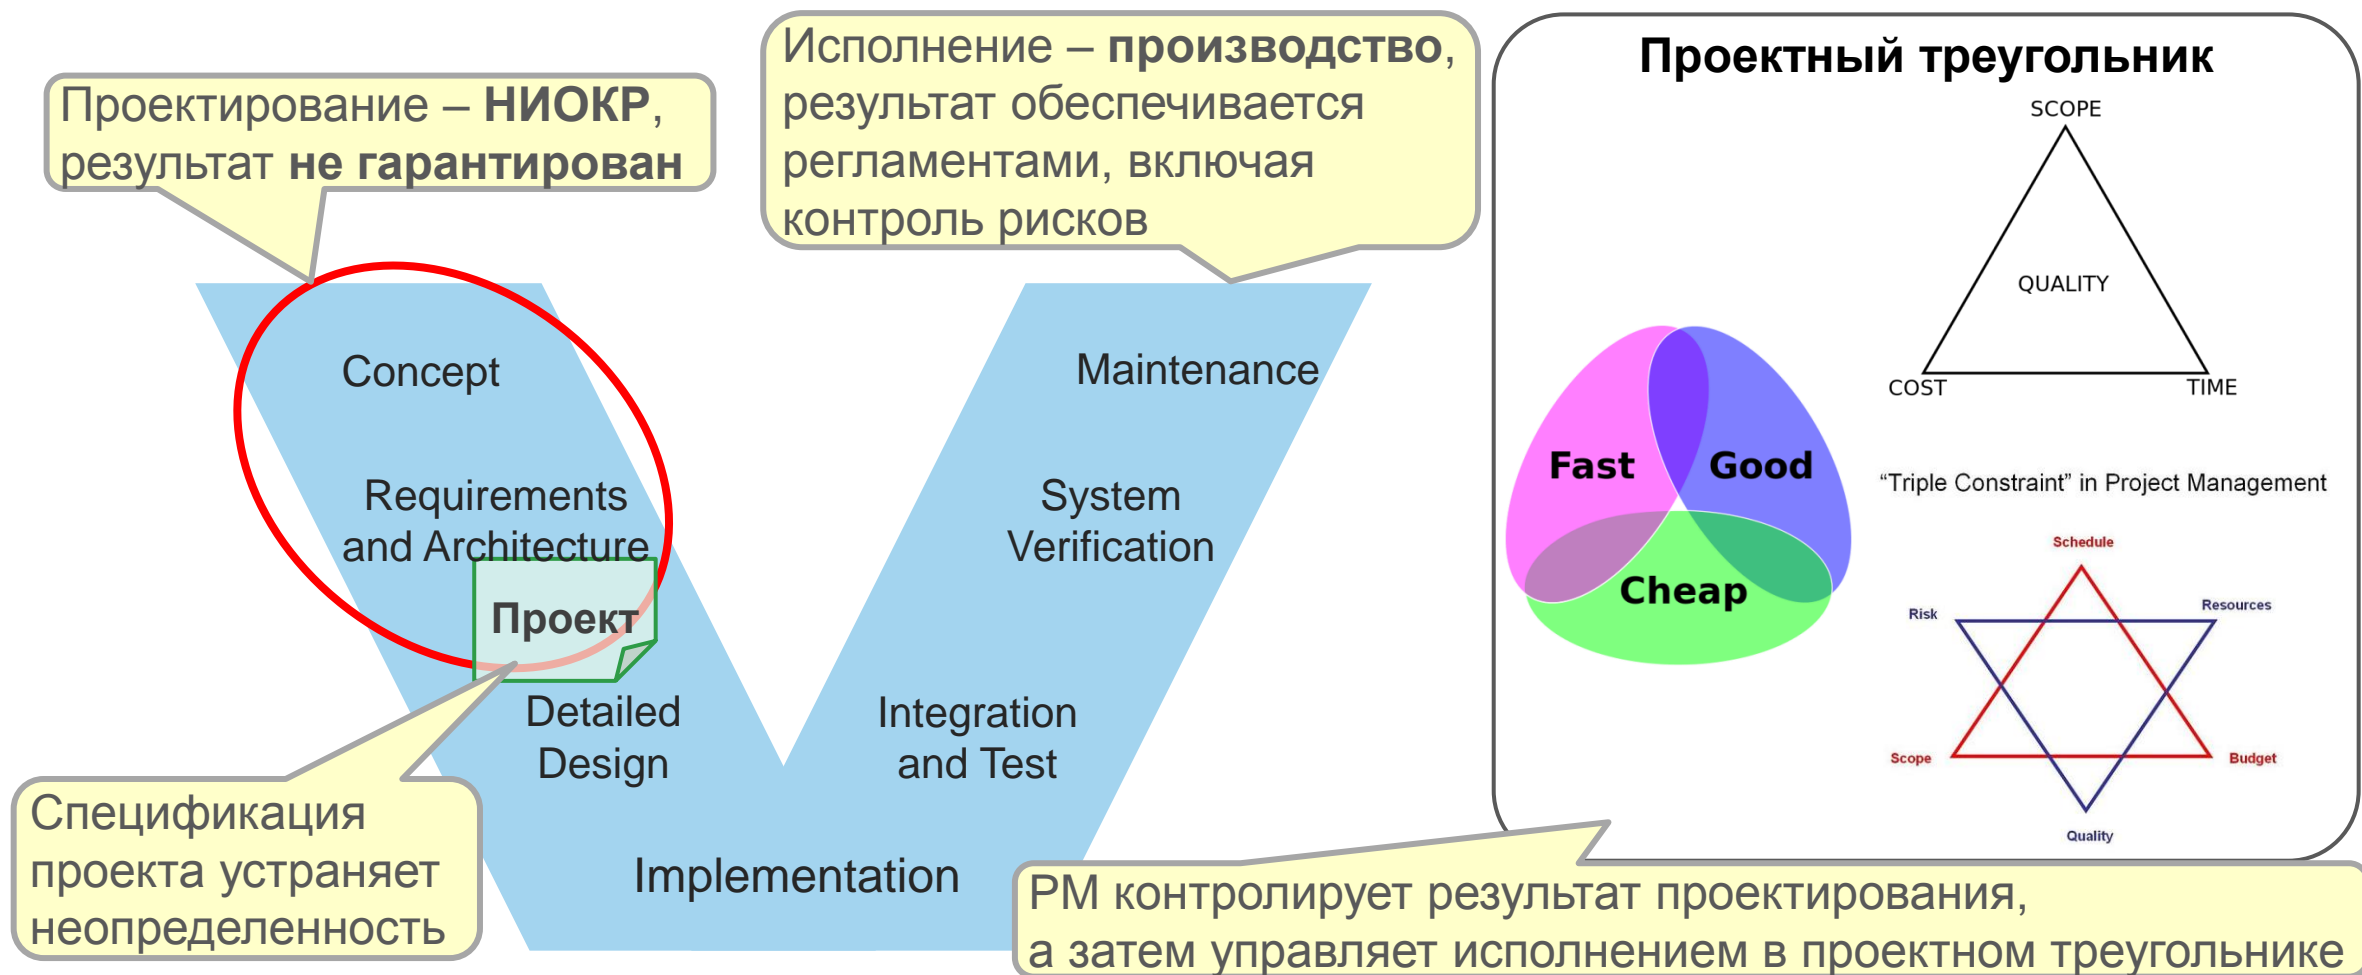 Проектирование – НИОКР,
результат не гарантирован
Исполнение – производство,
результат обеспечивается
регламентами, включая
контроль рисков
Concept
Requirements
and Architecture
Проект
Detailed
Design
Implementation
Integration
and Test
System
Verification
Maintenance
Спецификация
проекта устраняет
неопределенность
Проектный треугольник
SCOPE
QUALITY
COST
TIME
Fast
Good
Cheap
“Triple Constraint” in Project Management
Schedule
Risk
Resources
Scope
Budget
Quality
РМ контролирует результат проектирования,
а затем управляет исполнением в проектном треугольнике